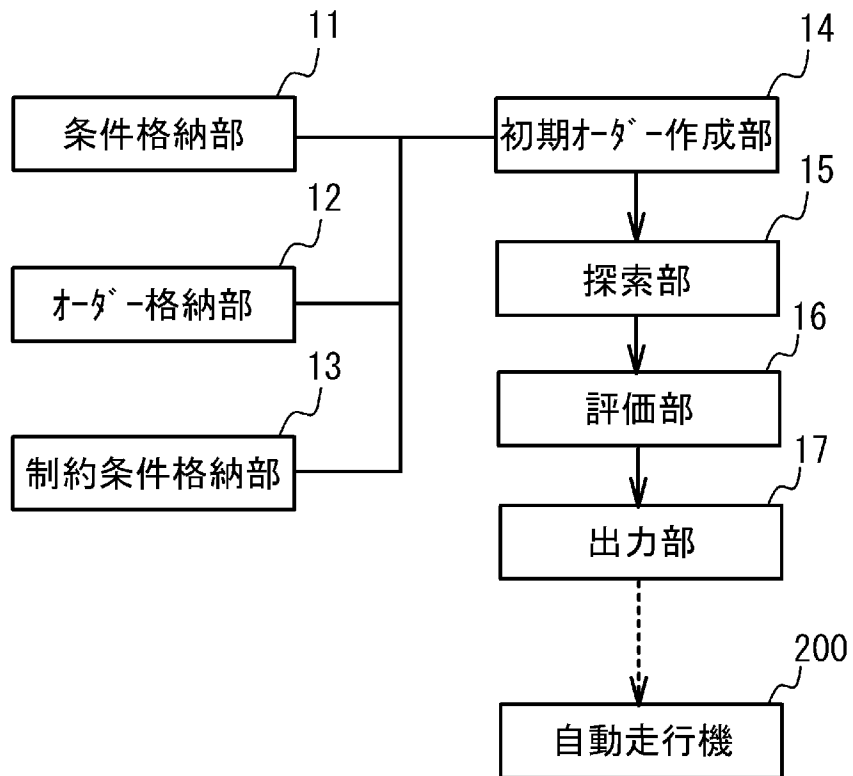 11
条件格納部
12
ｵｰﾀﾞｰ格納部
13
制約条件格納部
14
初期ｵｰﾀﾞｰ作成部
15
探索部
16
評価部
17
出力部
200
自動走行機